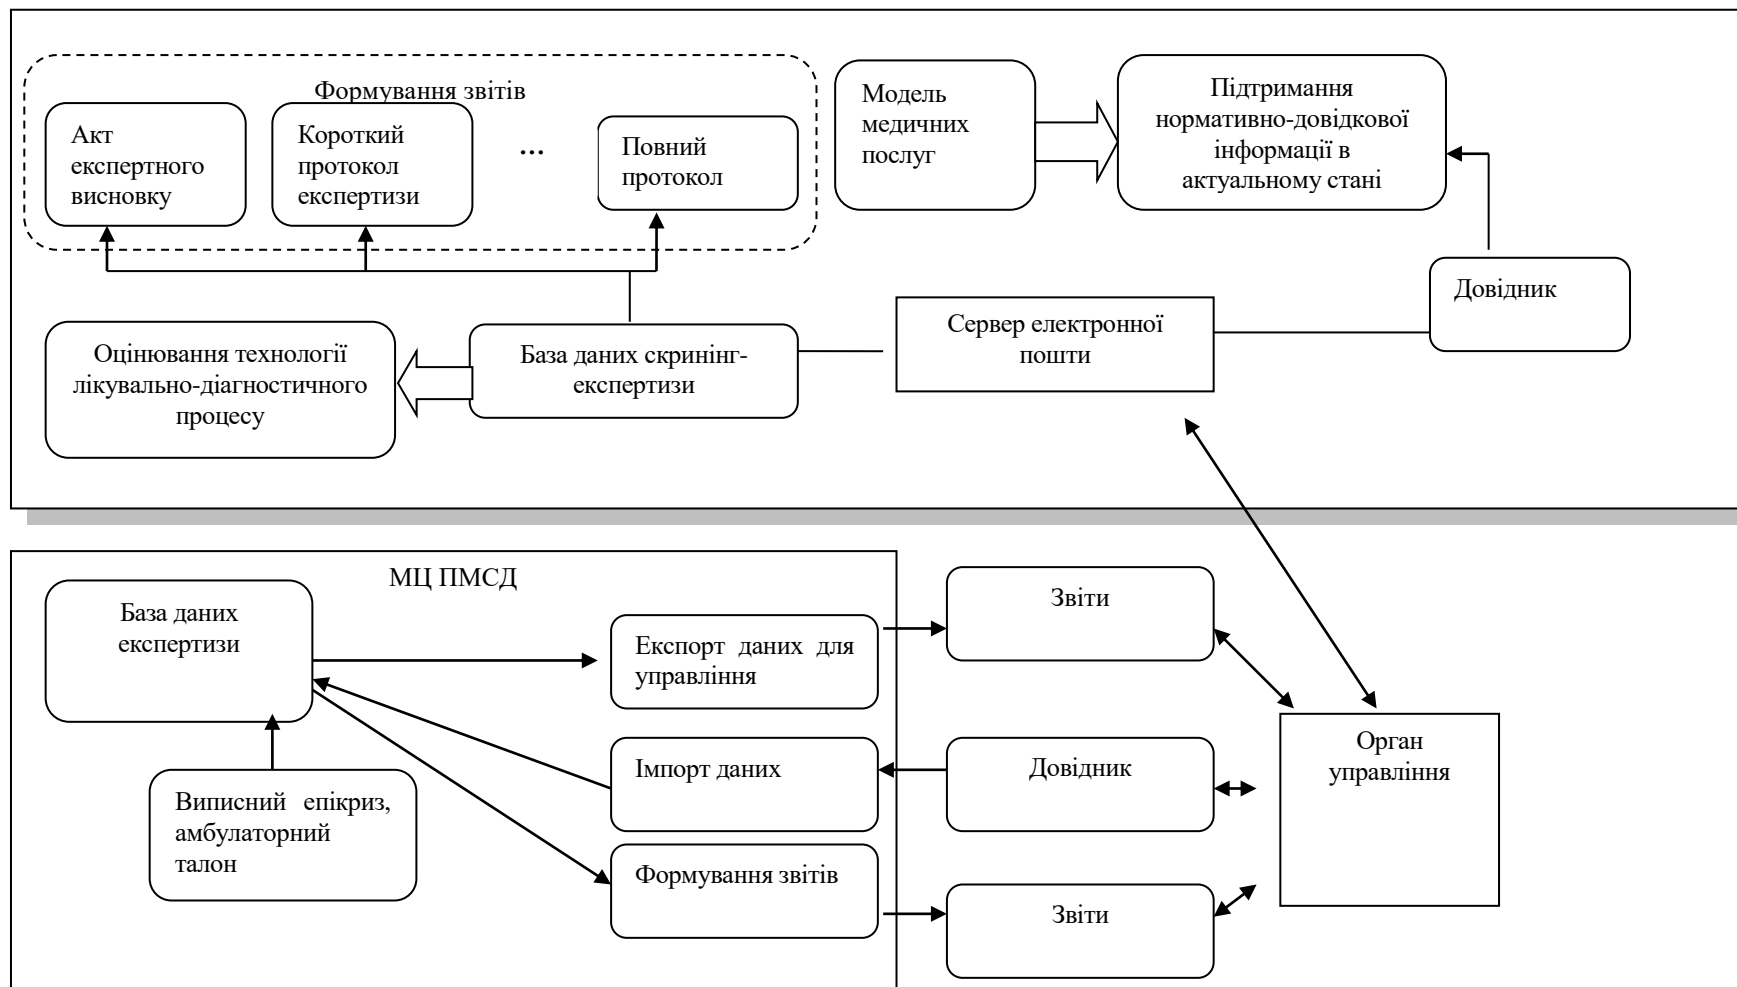 Формування звітів
Акт
експертного
висновку
Короткий
протокол
експертизи
...
Повний
протокол
Модель
медичних
послуг
Підтримання
нормативно-довідкової
інформації в
актуальному стані
Довідник
Оцінювання технології
лікувально-діагностичного
процесу
База даних скринінг-
експертизи
Сервер електронної
пошти
МЦ ПМСД
База даних
експертизи
Виписний епікриз,
амбулаторний
талон
Експорт даних для
управління
Імпорт даних
Формування звітів
Звіти
Довідник
Звіти
Орган
управління